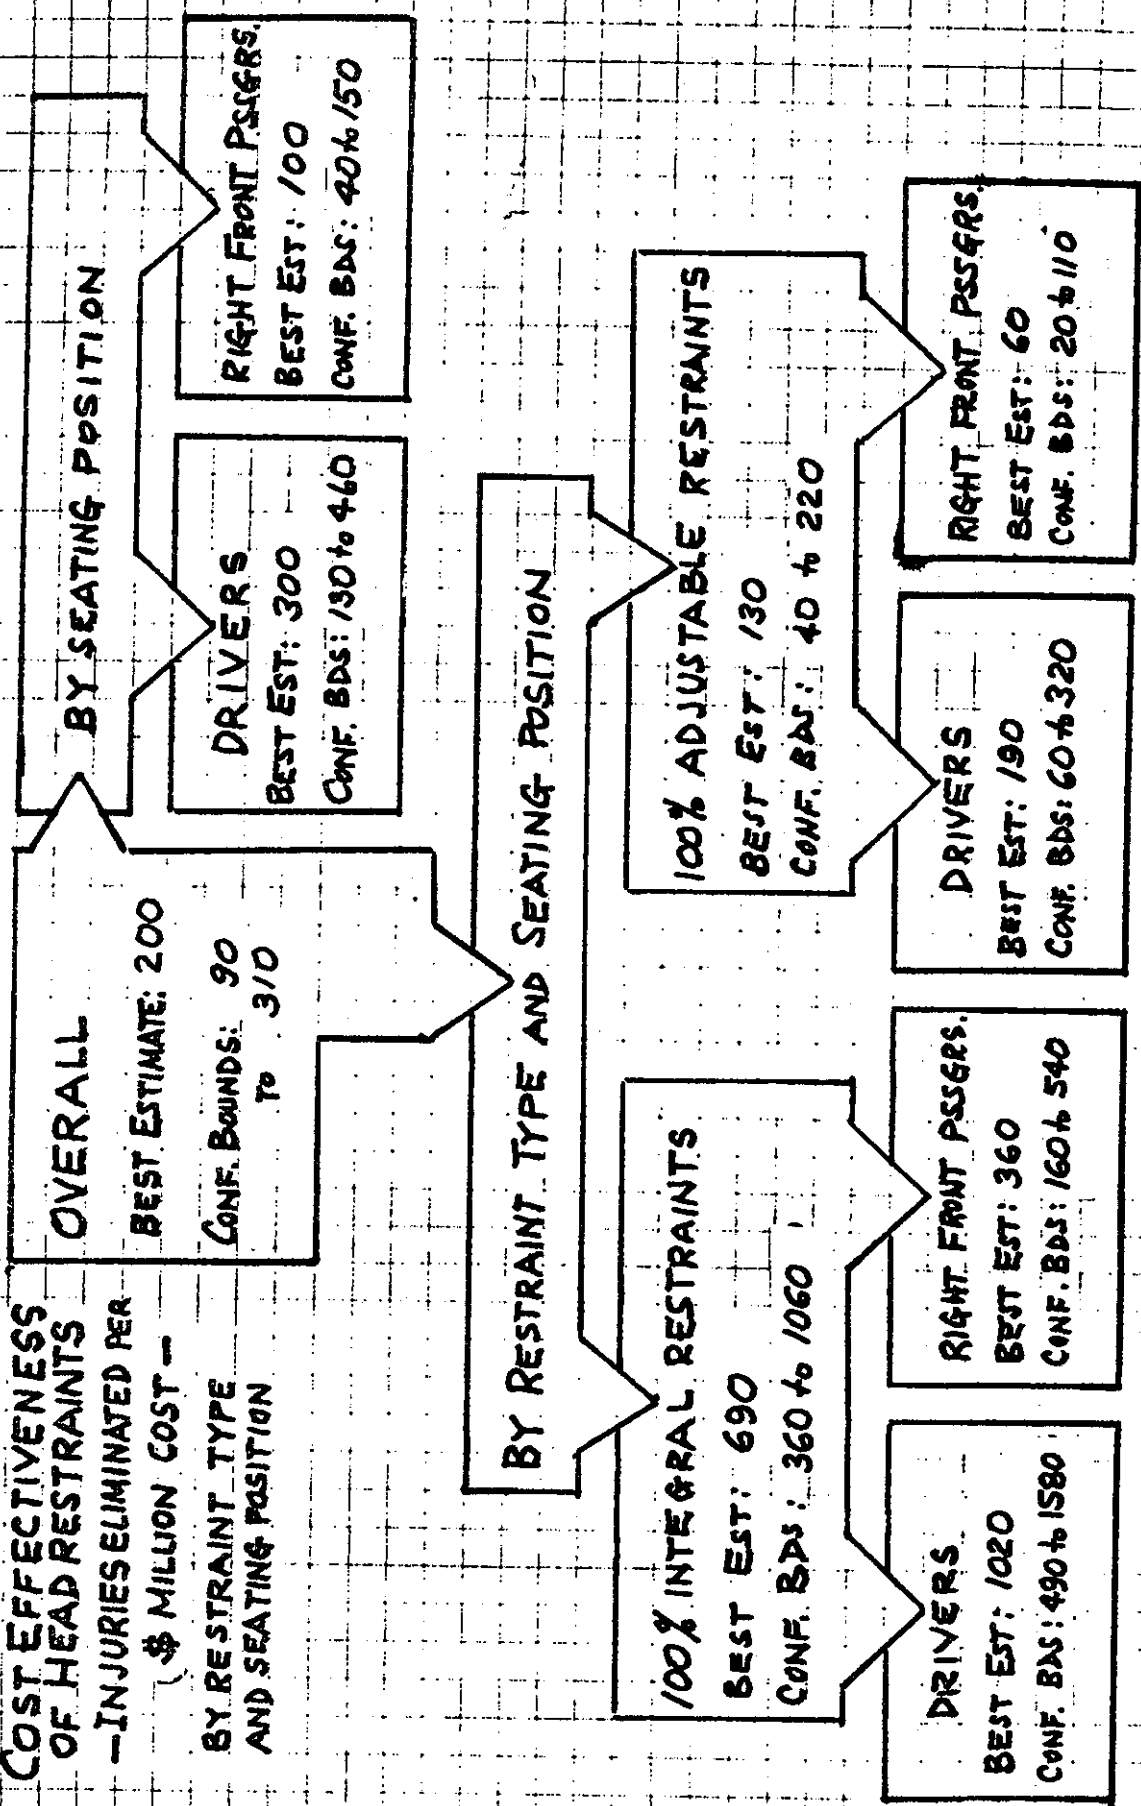 COST EFFECTIVENESS
OF HEAD RESTRAINTS
—INJURIES ELIMINATED PER
$ MILLION COST —
BY RESTRAINT TYPE
AND SEATING POSITION
OVERALL
BEST ESTIMATE: 200
CONF. BOUNDS: 90
TO 310
BY SEATING POSITION
DRIVERS
BEST EST: 300
CONF. BDS: 130 to 460
RIGHT FRONT PSSGRS.
BEST EST: 100
CONF. BDS: 40 to 150
BY RESTRAINT TYPE AND SEATING POSITION
100% INTEGRAL RESTRAINTS
BEST EST: 690
CONF. BDS: 360 to 1060
100% ADJUSTABLE RESTRAINTS
BEST EST: 130
CONF. BDS: 40 to 220
DRIVERS
BEST EST: 1020
CONF. BDS: 490 to 1580
RIGHT FRONT PSSGRS.
BEST EST: 360
CONF. BDS: 160 to 540
DRIVERS
BEST EST: 190
CONF. BDS: 60 to 320
RIGHT FRONT PSSGRS.
BEST EST: 60
CONF. BDS: 20 to 110